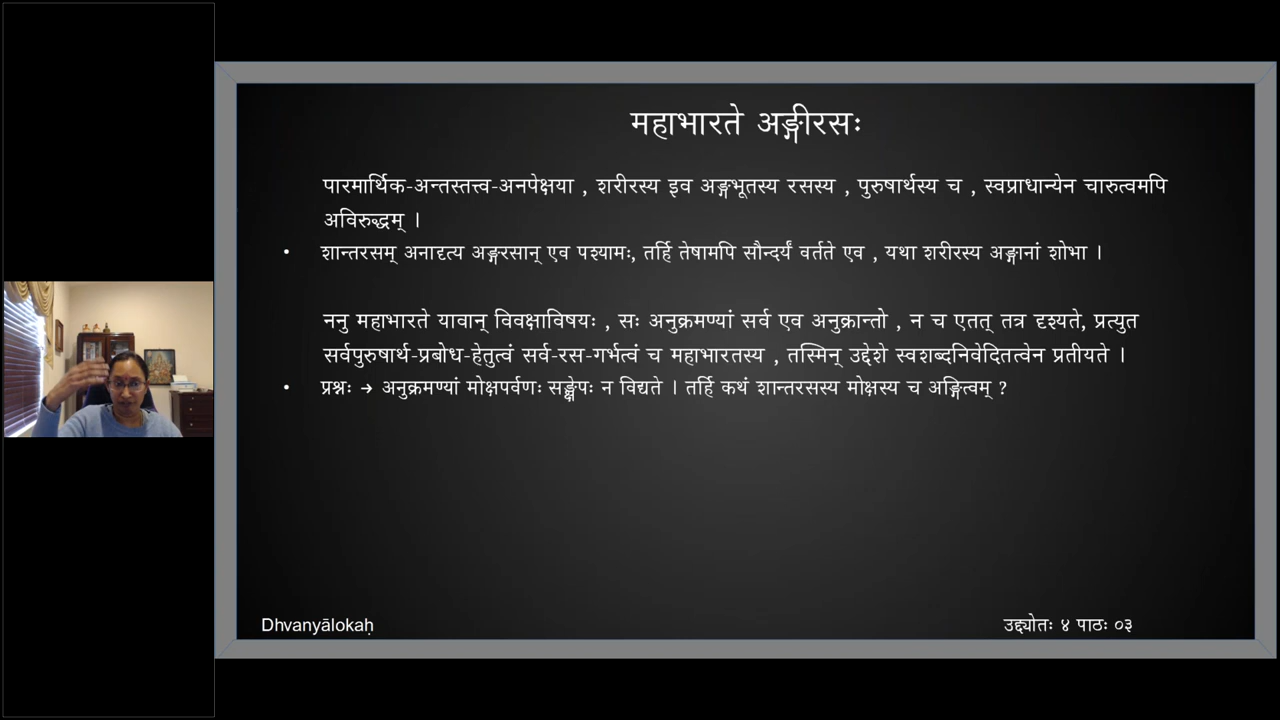 महाभारते अङ्गीरसः
पारमार्थिक-अन्तस्तत्त्व-अनपेक्षया , शरीरस्य इव अङ्गभूतस्य रसस्य , पुरुषार्थस्य च , स्वप्राधान्येन चारुत्वमपि
अविरुद्धम् ।
• शान्तरसम् अनादृत्य अङ्गरसान् एव पश्यामः, तर्हि तेषामपि सौन्दर्यं वर्तते एव , यथा शरीरस्य अङ्गानां शोभा ।
ननु महाभारते यावान् विवक्षाविषयः , सः अनुक्रमण्यां सर्व एव अनुक्रान्तो , न च एतत् तत्र दृश्यते, प्रत्युत
सर्वपुरुषार्थ-प्रबोध-हेतुत्वं सर्व-रस-गर्भत्वं च महाभारतस्य , तस्मिन् उद्देशे स्वशब्दनिवेदितत्वेन प्रतीयते ।
• प्रश्नः → अनुक्रमण्यां मोक्षपर्वणः सङ्क्षेपः न विद्यते । तर्हि कथं शान्तरसस्य मोक्षस्य च अङ्गित्वम् ?
Dhvanyālokaḥ
उद्द्योतः ४ पाठः ०३